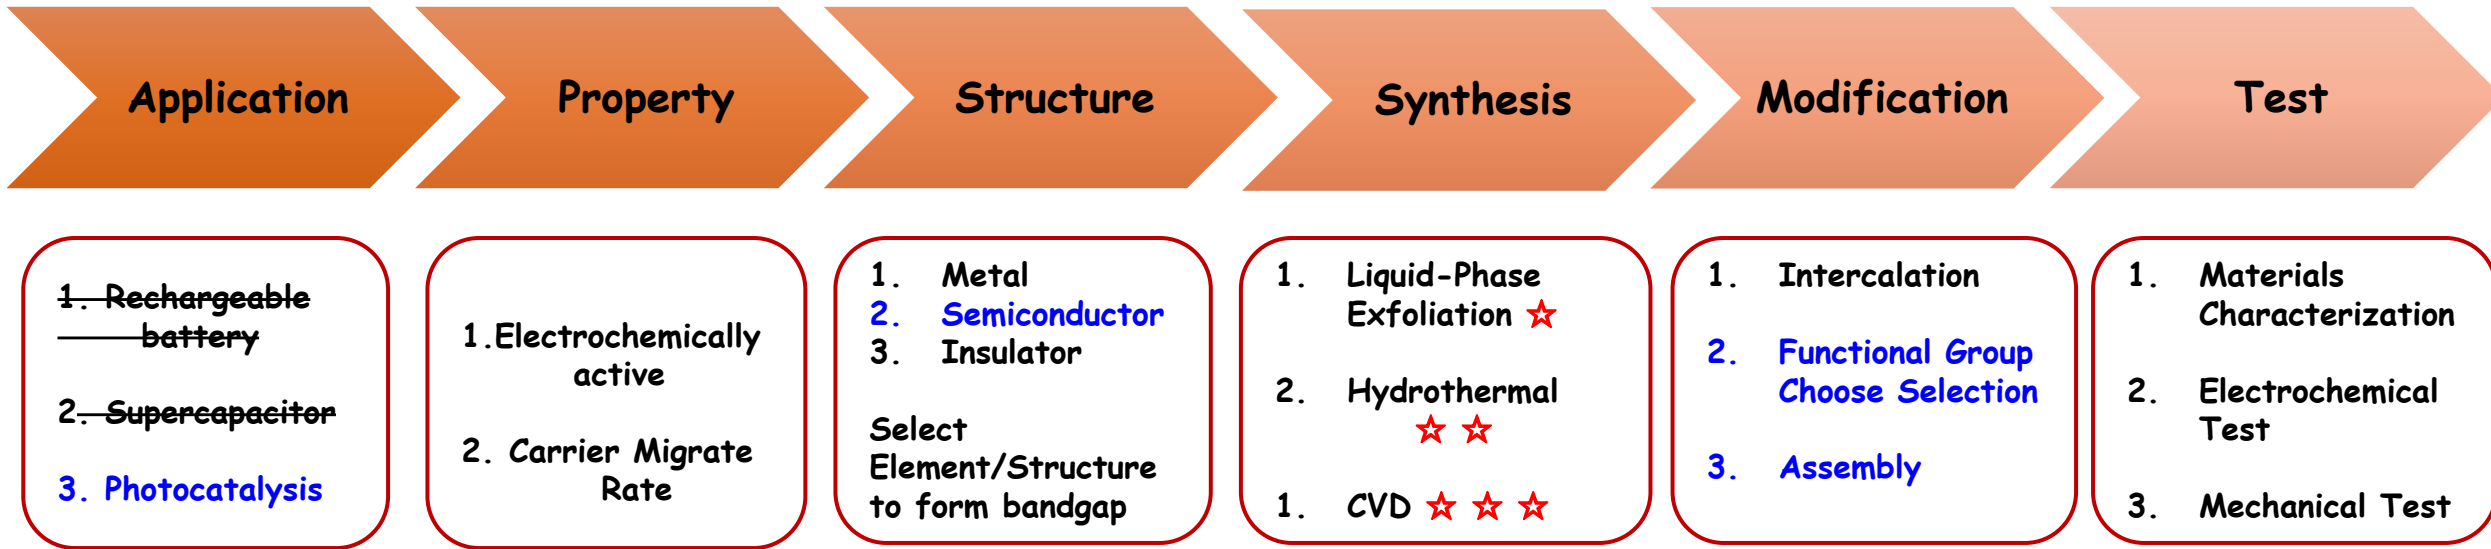 Application
Property
Structure
Synthesis
Modification
Test
1. Rechargeable
battery
2. Supercapacitor
3. Photocatalysis
1.Electrochemically
active
2. Carrier Migrate
Rate
1. Metal
2. Semiconductor
3. Insulator
Select
Element/Structure
to form bandgap
1. Liquid-Phase
Exfoliation
2. Hydrothermal
1. CVD
1. Intercalation
2. Functional Group
Choose Selection
3. Assembly
1. Materials
Characterization
2. Electrochemical
Test
3. Mechanical Test